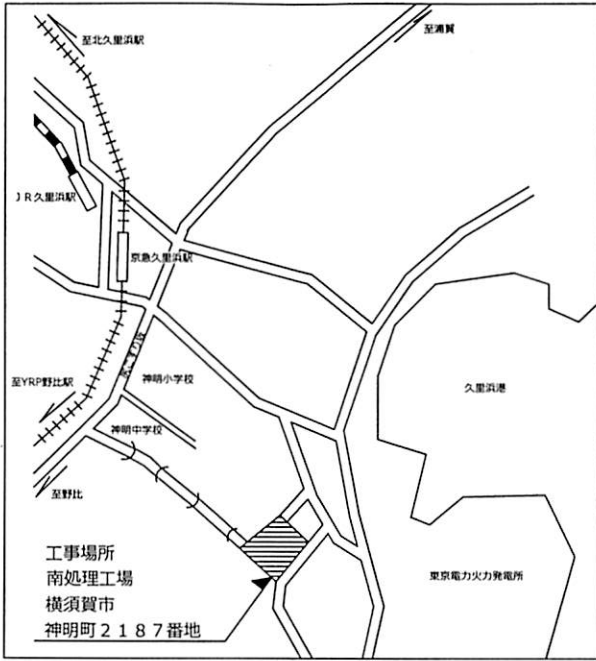 至北久里浜駅
至浦賀
JR久里浜駅
京急久里浜駅
至YRP野比駅
神明小学校
久里浜港
神明中学校
至野比
東京電力火力発電所
工事場所
南処理工場
横須賀市
神明町2187番地